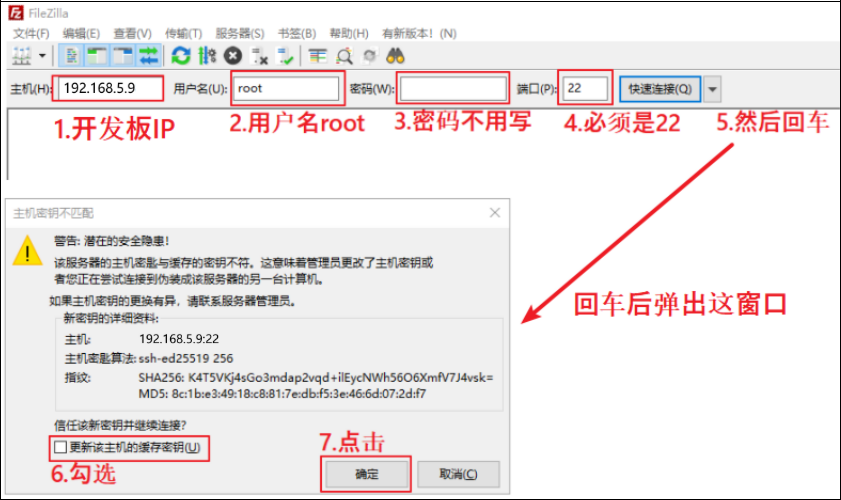 FileZilla
文件(F) 编辑(E) 查看(V) 传输(T) 服务器(S) 书签(B) 帮助(H) 有新版本! (N)
主机(H): 192.168.5.9 用户名(U): root 密码(W): 端口(P): 22 快速连接(Q)
1.开发板IP 2.用户名root 3.密码不用写 4.必须是22 5.然后回车
主机密钥不匹配
警告: 潜在的安全隐患!
该服务器的主机密匙与缓存的密钥不符。这意味着管理员更改了主机密钥或
者您正在尝试连接到伪装成该服务器的另一台计算机。
如果主机密钥的更换有异，请联系服务器管理员。
回车后弹出这窗口
新密钥的详细资料:
主机: 192.168.5.9:22
主机密匙算法: ssh-ed25519 256
指纹: SHA256: K4T5VKj4sGo3mdap2vqd+ilEycNWh56O6XmfV7J4vsk=
MD5: 8c:1b:e3:49:18:c8:81:7e:db:f5:3e:46:6d:07:2d:f7
信任该新密钥并继续连接?
更新该主机的缓存密钥(U)
7.点击
6.勾选
确定 取消(C)